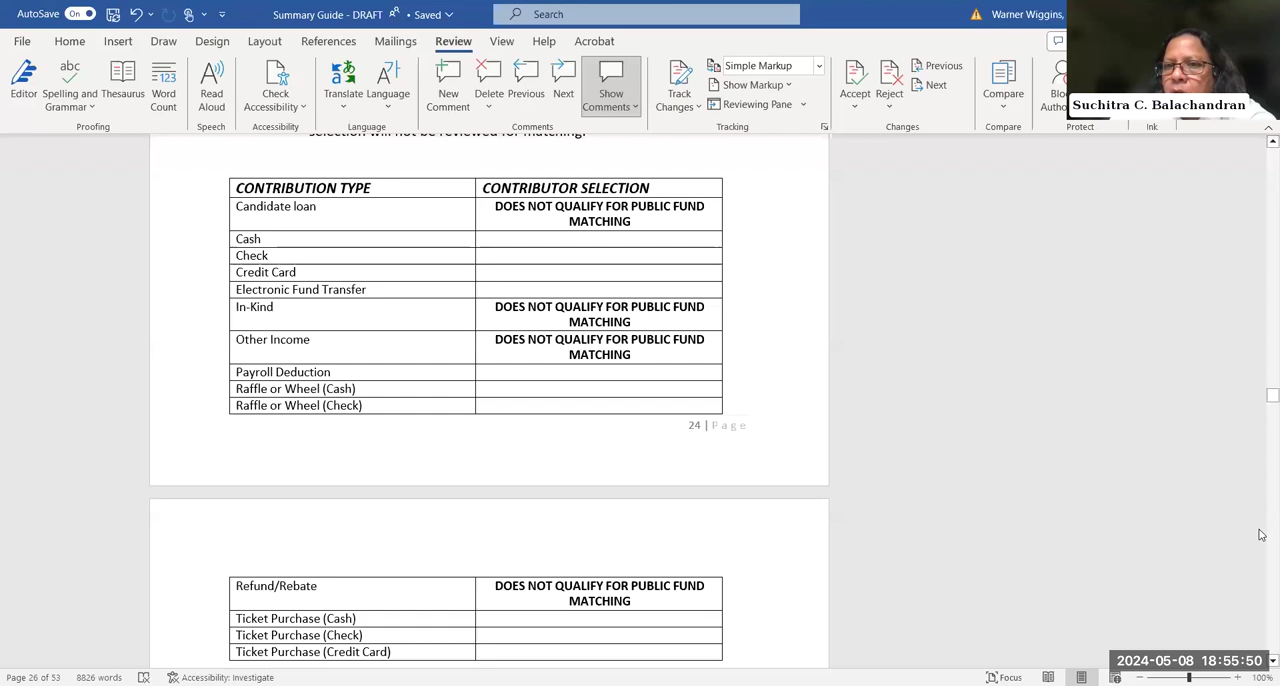 AutoSave On Summary Guide - DRAFT • Saved Search Warner Wiggins,
File Home Insert Draw Design Layout References Mailings Review View Help Acrobat
Editor
Spelling and
Grammar
Thesaurus
Word
Count
Proofing
Read
Aloud
Speech
Check
Accessibility
Accessibility
Translate Language
Language
New
Comment
Delete Previous Next
Show
Comments
Comments
Track
Changes
Simple Markup
Show Markup
Reviewing Pane
Tracking
Accept Reject
Previous
Next
Changes
Compare
Compare
Protect
Ink
Suchitra C. Balachandran
selection will not be reviewed for matching.
CONTRIBUTION TYPE CONTRIBUTOR SELECTION
Candidate loan DOES NOT QUALIFY FOR PUBLIC FUND
MATCHING
Cash
Check
Credit Card
Electronic Fund Transfer
In-Kind DOES NOT QUALIFY FOR PUBLIC FUND
MATCHING
Other Income DOES NOT QUALIFY FOR PUBLIC FUND
MATCHING
Payroll Deduction
Raffle or Wheel (Cash)
Raffle or Wheel (Check)
24 | Page
Refund/Rebate DOES NOT QUALIFY FOR PUBLIC FUND
MATCHING
Ticket Purchase (Cash)
Ticket Purchase (Check)
Ticket Purchase (Credit Card)
2024-05-08 18:55:50
Page 26 of 53 8826 words Accessibility: Investigate Focus 100%